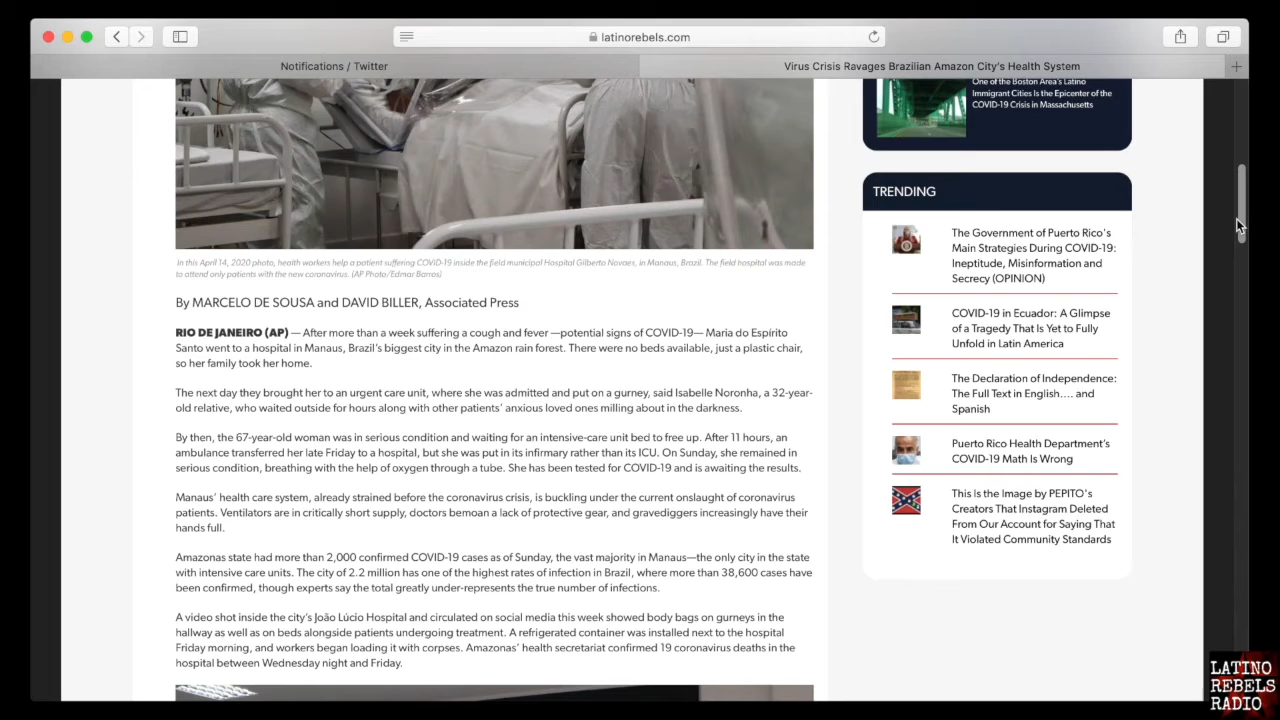 latinorebels.com
Notifications / Twitter
Virus Crisis Ravages Brazilian Amazon City's Health System
In this April 14, 2020 photo, health workers help a patient suffering COVID-19 inside the field municipal Hospital Gilberto Novaes, in Manaus, Brazil. The field hospital was made
to attend only patients with the new coronavirus. (AP Photo/Edmar Barros)
By MARCELO DE SOUSA and DAVID BILLER, Associated Press
RIO DE JANEIRO (AP) — After more than a week suffering a cough and fever —potential signs of COVID-19— Maria do Espírito
Santo went to a hospital in Manaus, Brazil's biggest city in the Amazon rain forest. There were no beds available, just a plastic chair,
so her family took her home.
The next day they brought her to an urgent care unit, where she was admitted and put on a gurney, said Isabelle Noronha, a 32-year-
old relative, who waited outside for hours along with other patients' anxious loved ones milling about in the darkness.
By then, the 67-year-old woman was in serious condition and waiting for an intensive-care unit bed to free up. After 11 hours, an
ambulance transferred her late Friday to a hospital, but she was put in its infirmary rather than its ICU. On Sunday, she remained in
serious condition, breathing with the help of oxygen through a tube. She has been tested for COVID-19 and is awaiting the results.
Manaus' health care system, already strained before the coronavirus crisis, is buckling under the current onslaught of coronavirus
patients. Ventilators are in critically short supply, doctors bemoan a lack of protective gear, and gravediggers increasingly have their
hands full.
Amazonas state had more than 2,000 confirmed COVID-19 cases as of Sunday, the vast majority in Manaus—the only city in the state
with intensive care units. The city of 2.2 million has one of the highest rates of infection in Brazil, where more than 38,600 cases have
been confirmed, though experts say the total greatly under-represents the true number of infections.
A video shot inside the city's João Lúcio Hospital and circulated on social media this week showed body bags on gurneys in the
hallway as well as on beds alongside patients undergoing treatment. A refrigerated container was installed next to the hospital
Friday morning, and workers began loading it with corpses. Amazonas' health secretariat confirmed 19 coronavirus deaths in the
hospital between Wednesday night and Friday.
One of the Boston Area's Latino
Immigrant Cities Is the Epicenter of the
COVID-19 Crisis in Massachusetts
TRENDING
The Government of Puerto Rico's
Main Strategies During COVID-19:
Ineptitude, Misinformation and
Secrecy (OPINION)
COVID-19 in Ecuador: A Glimpse
of a Tragedy That Is Yet to Fully
Unfold in Latin America
The Declaration of Independence:
The Full Text in English…. and
Spanish
Puerto Rico Health Department's
COVID-19 Math Is Wrong
This Is the Image by PEPITO's
Creators That Instagram Deleted
From Our Account for Saying That
It Violated Community Standards
LATINO
REBELS
RADIO